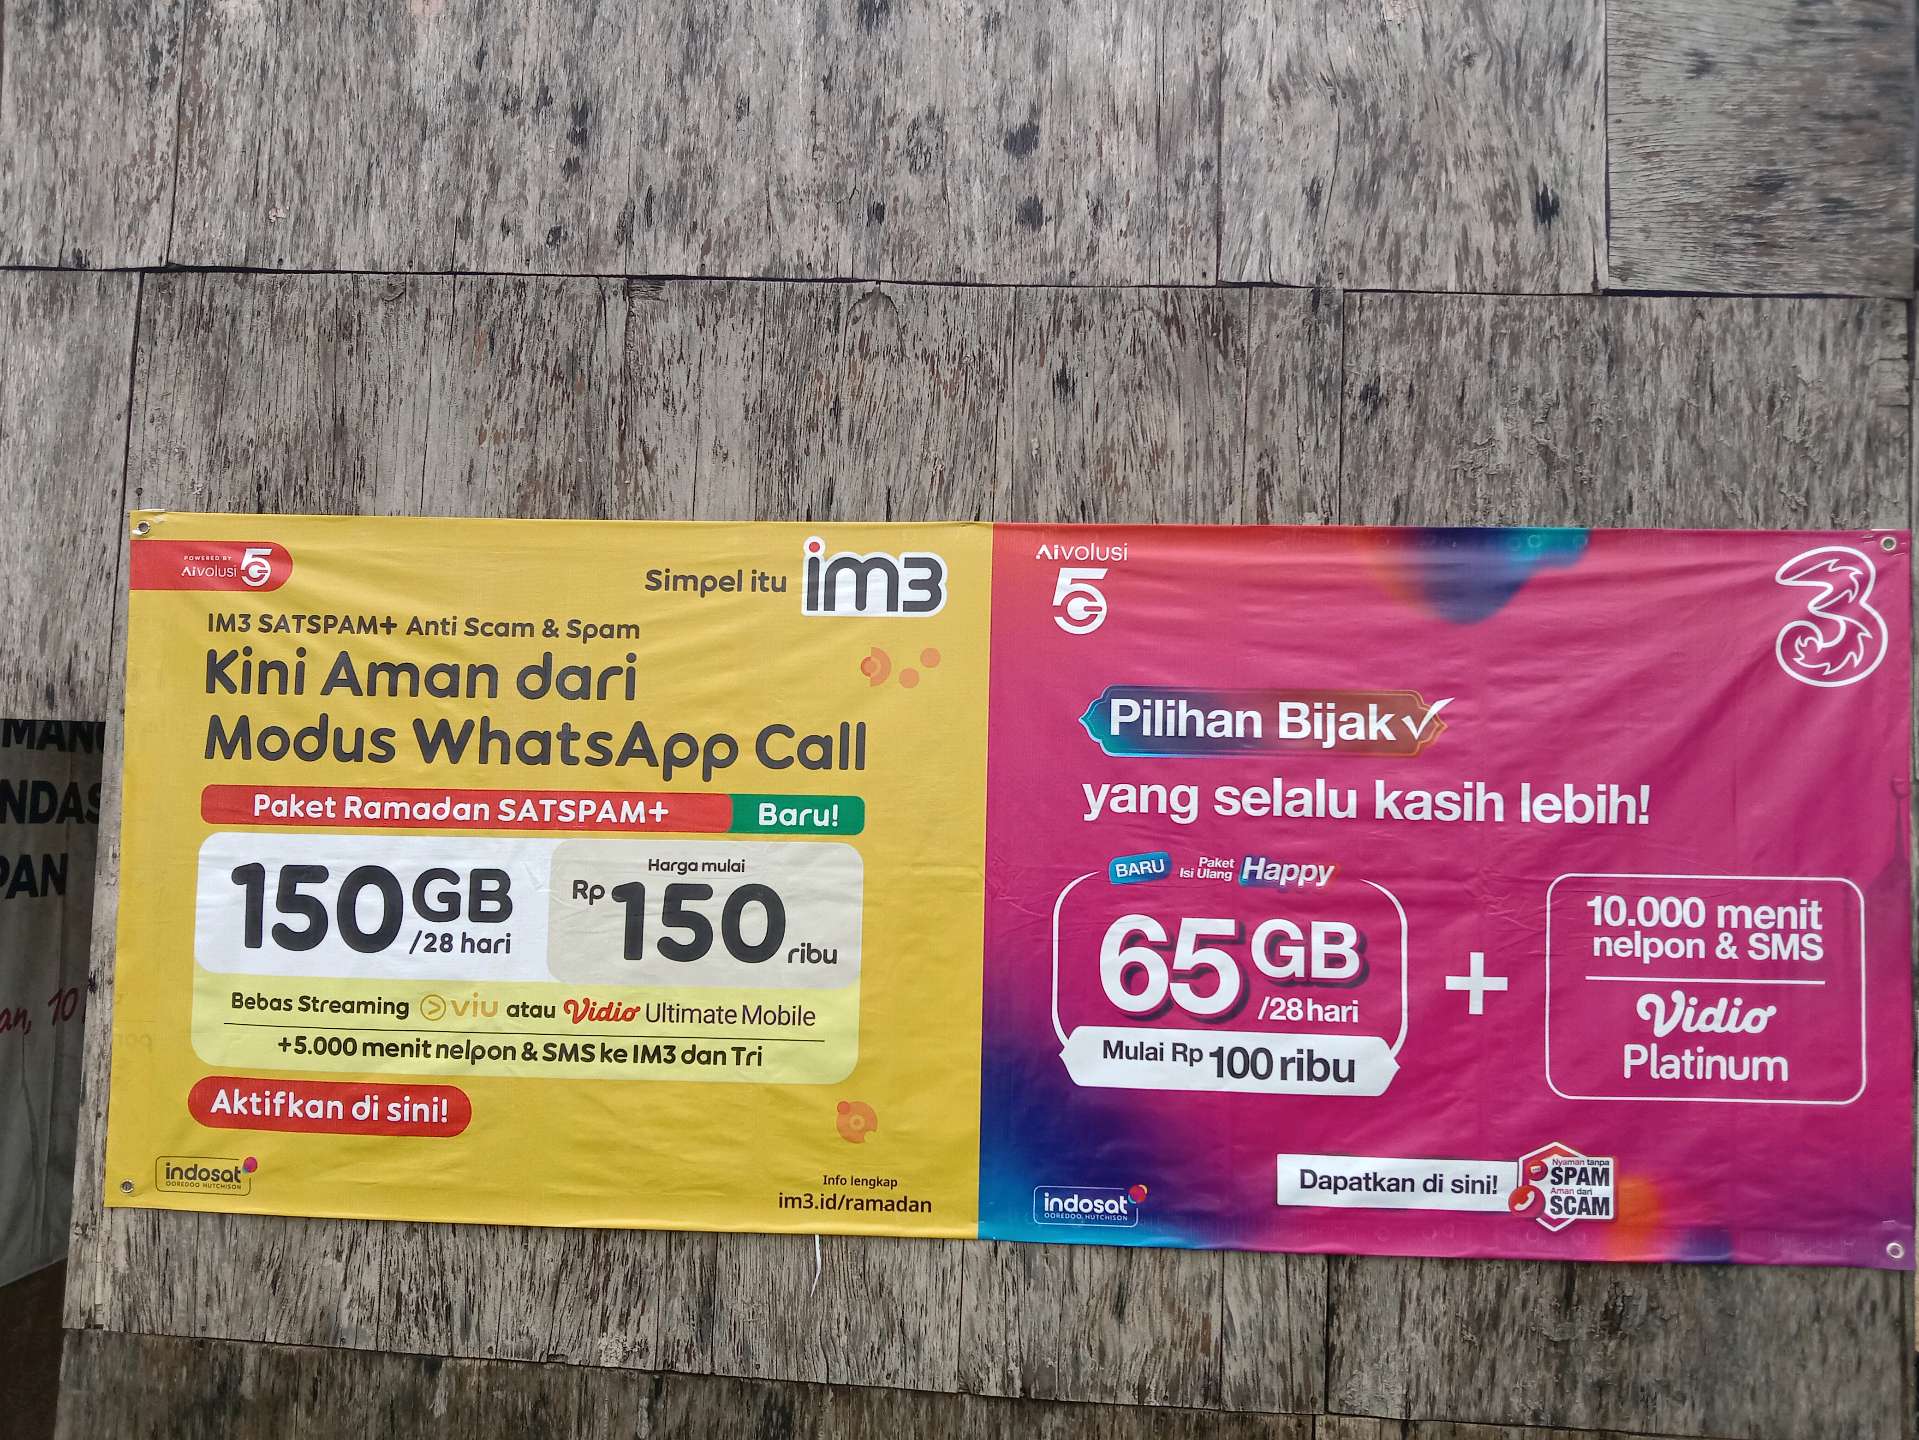 POWERED BY
AIVOLUSI 5G
Simpel itu im3
IM3 SATSPAM+ Anti Scam & Spam
Kini Aman dari
Modus WhatsApp Call
Paket Ramadan SATSPAM+ Baru!
150GB
/28 hari
Harga mulai
Rp 150 ribu
Bebas Streaming viu atau Vidio Ultimate Mobile
+5.000 menit nelpon & SMS ke IM3 dan Tri
Aktifkan di sini!
indosat
OOREDOO HUTCHISON
Info lengkap
im3.id/ramadan
AIVOLUSI
5G
3
Pilihan Bijak
yang selalu kasih lebih!
BARU Paket Isi Ulang Happy
65GB
/28 hari
Mulai Rp 100 ribu
+
10.000 menit
nelpon & SMS
Vidio
Platinum
Dapatkan di sini!
Nyaman tanpa
SPAM
Aman dari
SCAM
indosat
OOREDOO HUTCHISON
NDAS
PAN
an, 10